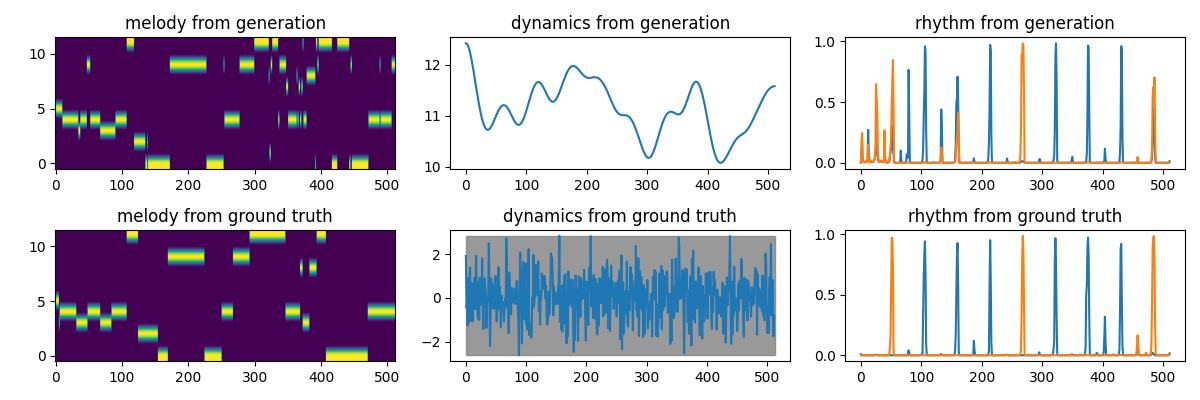 melody from generation
dynamics from generation
rhythm from generation
10
5
0
0 100 200 300 400 500
12
11
10
0 100 200 300 400 500
1.0
0.5
0.0
0 100 200 300 400 500
melody from ground truth
dynamics from ground truth
rhythm from ground truth
10
5
0
0 100 200 300 400 500
2
0
−2
0 100 200 300 400 500
1.0
0.5
0.0
0 100 200 300 400 500